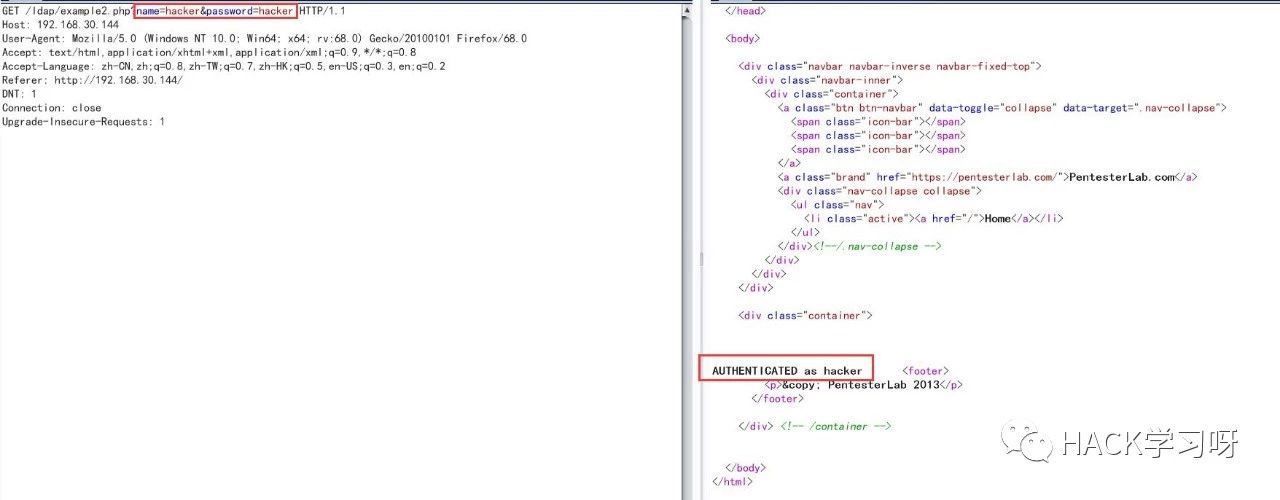 GET /ldap/example2.php?name=hacker&password=hacker HTTP/1.1
Host: 192.168.30.144
User-Agent: Mozilla/5.0 (Windows NT 10.0; Win64; x64; rv:68.0) Gecko/20100101 Firefox/68.0
Accept: text/html,application/xhtml+xml,application/xml;q=0.9,*/*;q=0.8
Accept-Language: zh-CN,zh;q=0.8,zh-TW;q=0.7,zh-HK;q=0.5,en-US;q=0.3,en;q=0.2
Referer: http://192.168.30.144/
DNT: 1
Connection: close
Upgrade-Insecure-Requests: 1
</head>
<body>
<div class="navbar navbar-inverse navbar-fixed-top">
<div class="navbar-inner">
<div class="container">
<a class="btn btn-navbar" data-toggle="collapse" data-target=".nav-collapse">
<span class="icon-bar"></span>
<span class="icon-bar"></span>
<span class="icon-bar"></span>
</a>
<a class="brand" href="https://pentesterlab.com/">PentesterLab.com</a>
<div class="nav-collapse collapse">
<ul class="nav">
<li class="active"><a href="/">Home</a></li>
</ul>
</div><!--/.nav-collapse -->
</div>
</div>
</div>
<div class="container">
AUTHENTICATED as hacker <footer>
<p>&copy; PentesterLab 2013</p>
</footer>
</div> <!-- /container -->
</body>
</html>
HACK学习呀